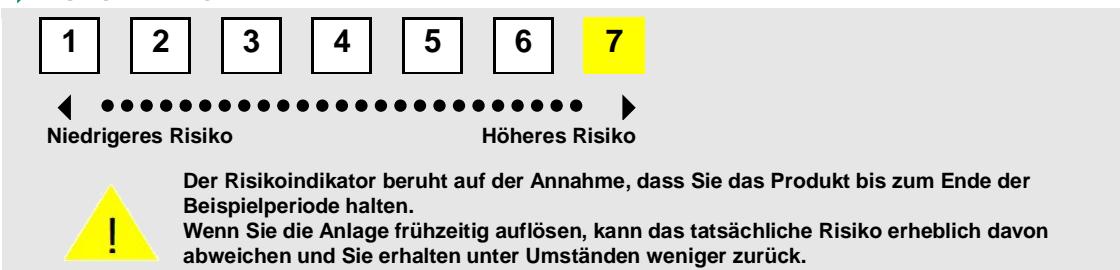 1 2 3 4 5 6 7
Niedrigeres Risiko Höheres Risiko
Der Risikoindikator beruht auf der Annahme, dass Sie das Produkt bis zum Ende der
Beispielperiode halten.
!
Wenn Sie die Anlage frühzeitig auflösen, kann das tatsächliche Risiko erheblich davon
abweichen und Sie erhalten unter Umständen weniger zurück.